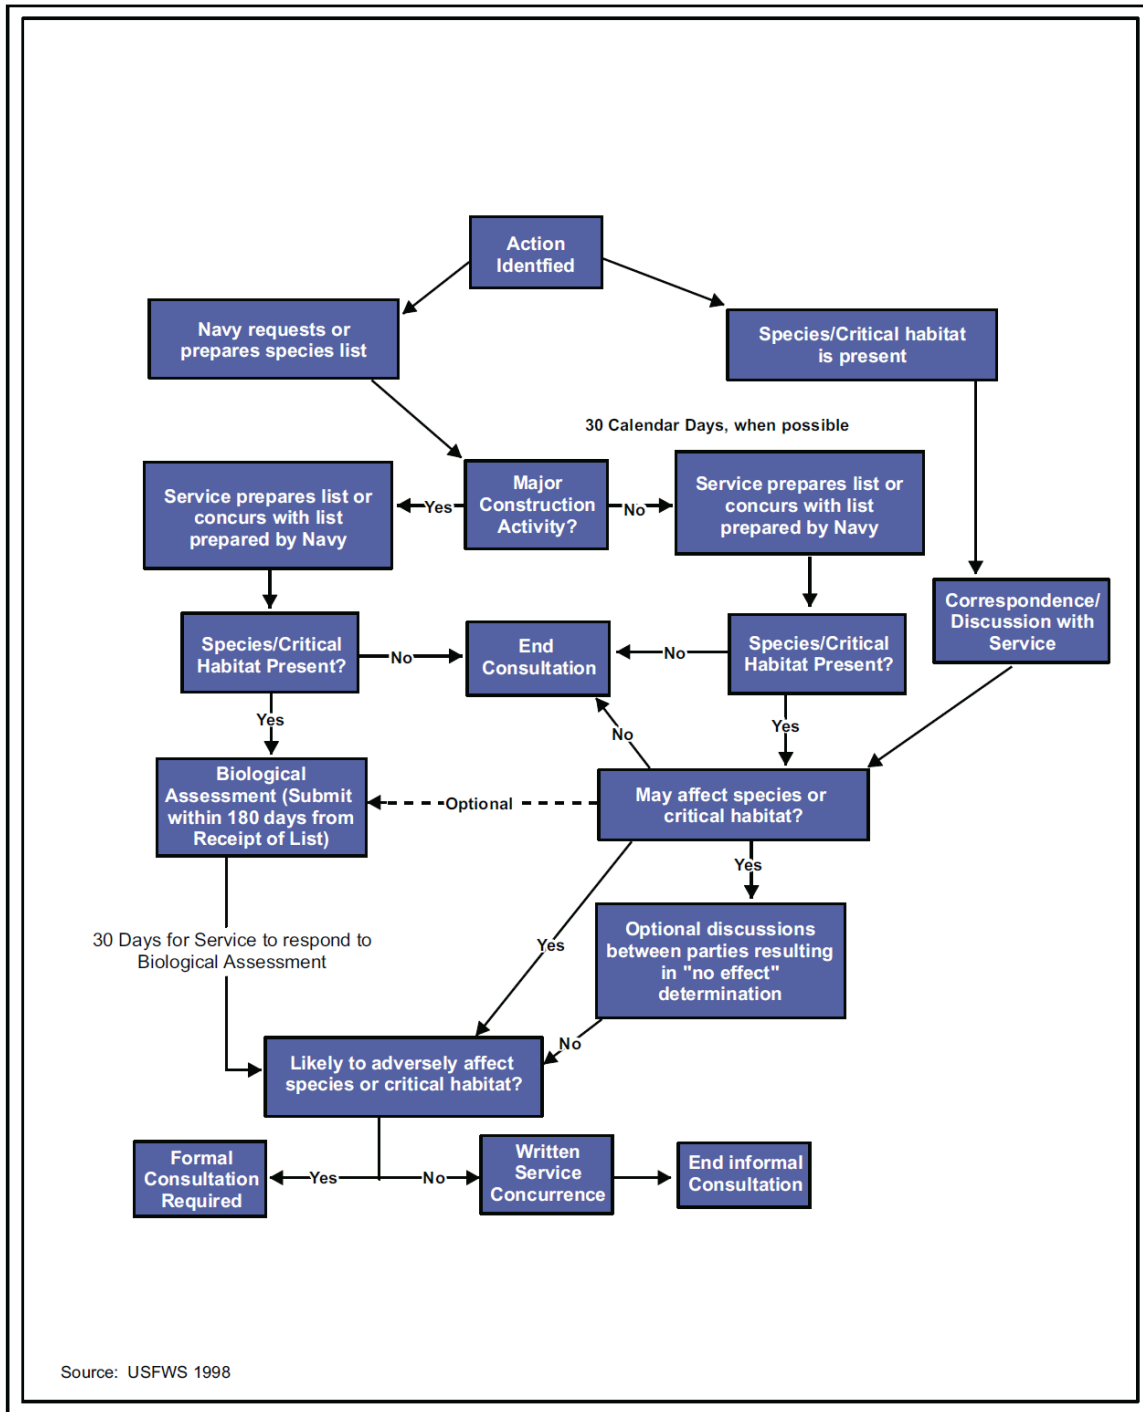 Action
Identfied
Navy requests or
prepares species list
Species/Critical habitat
is present
30 Calendar Days, when possible
Service prepares list or
concurs with list
prepared by Navy
Yes
Major
Construction
Activity?
No
Service prepares list or
concurs with list
prepared by Navy
Correspondence/
Discussion with
Service
Species/Critical
Habitat Present?
No
End
Consultation
No
Species/Critical
Habitat Present?
Yes
No
Yes
Biological
Assessment (Submit
within 180 days from
Receipt of List)
Optional
May affect species or
critical habitat?
Yes
30 Days for Service to respond to
Biological Assessment
Yes
Optional discussions
between parties resulting
in "no effect"
determination
No
Likely to adversely affect
species or critical habitat?
Formal
Consultation
Required
Yes
No
Written
Service
Concurrence
End informal
Consultation
Source: USFWS 1998